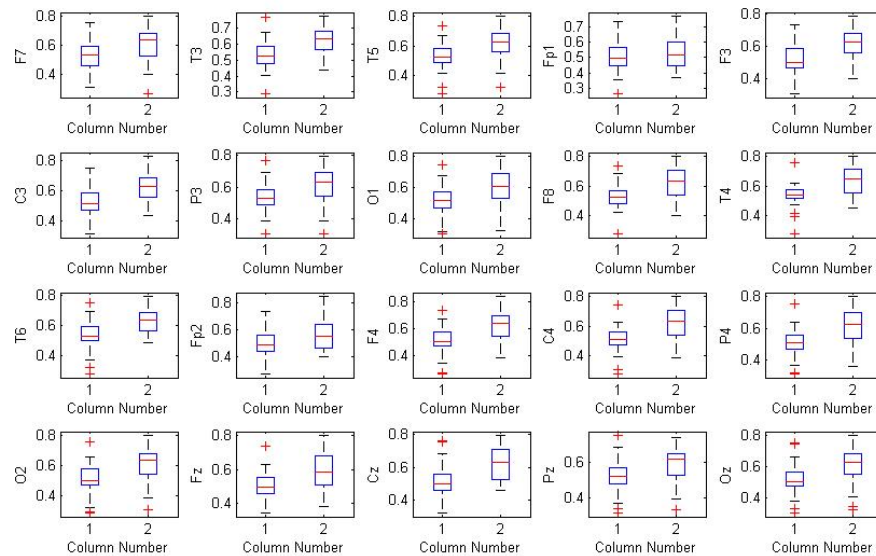 F7 0.8 0.6 0.4 1 2 Column Number
T3 0.7 0.6 0.5 0.4 0.3 1 2 Column Number
T5 0.8 0.6 0.4 1 2 Column Number
Fp1 0.7 0.6 0.5 0.4 0.3 1 2 Column Number
F3 0.8 0.6 0.4 1 2 Column Number
C3 0.8 0.6 0.4 1 2 Column Number
P3 0.8 0.6 0.4 1 2 Column Number
O1 0.8 0.6 0.4 1 2 Column Number
F8 0.8 0.6 0.4 1 2 Column Number
T4 0.8 0.6 0.4 1 2 Column Number
T6 0.8 0.6 0.4 1 2 Column Number
Fp2 0.8 0.6 0.4 1 2 Column Number
F4 0.8 0.6 0.4 1 2 Column Number
C4 0.8 0.6 0.4 1 2 Column Number
P4 0.8 0.6 0.4 1 2 Column Number
O2 0.8 0.6 0.4 1 2 Column Number
Fz 0.8 0.6 0.4 1 2 Column Number
Cz 0.8 0.6 0.4 1 2 Column Number
Pz 0.6 0.4 1 2 Column Number
Oz 0.8 0.6 0.4 1 2 Column Number